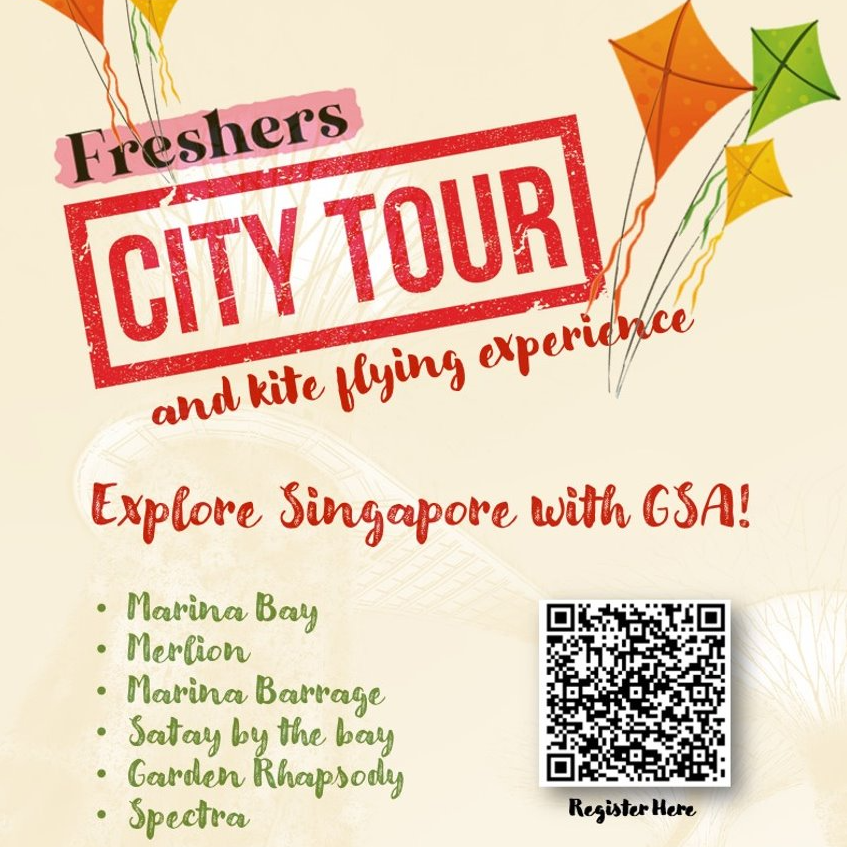 Freshers
CITY TOUR
and kite flying experience
Explore Singapore with GSA!
• Marina Bay
• Merlion
• Marina Barrage
• Satay by the bay
• Garden Rhapsody
• Spectra
Register Here